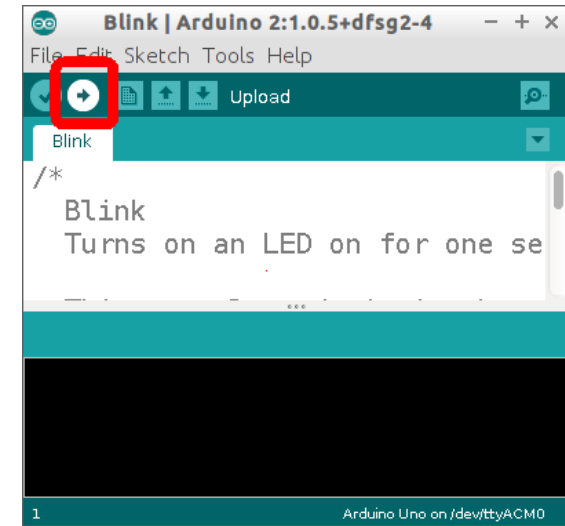 Blink | Arduino 2:1.0.5+dfsg2-4
File Edit Sketch Tools Help
Upload
Blink
/*
Blink
Turns on an LED on for one se
1
Arduino Uno on /dev/ttyACM0